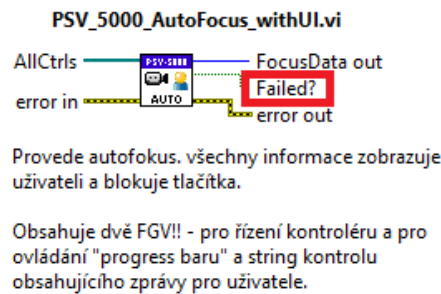 PSV_5000_AutoFocus_withUI.vi
AllCtrls
PSV-5000
FocusData out
Failed?
error in
AUTO
error out
Provede autofokus. všechny informace zobrazuje
uživateli a blokuje tlačítka.
Obsahuje dvě FGV!! - pro řízení kontroléru a pro
ovládání "progress baru" a string kontrolu
obsahujícího zprávy pro uživatele.